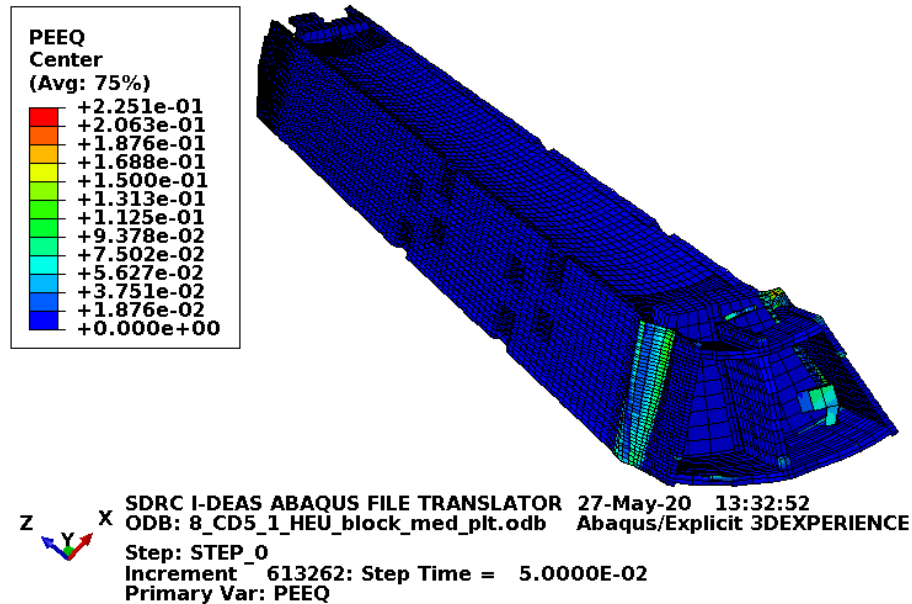 PEEQ
Center
(Avg: 75%)
+2.251e-01
+2.063e-01
+1.876e-01
+1.688e-01
+1.500e-01
+1.313e-01
+1.125e-01
+9.378e-02
+7.502e-02
+5.627e-02
+3.751e-02
+1.876e-02
+0.000e+00
Z
Y
X
SDRC I-DEAS ABAQUS FILE TRANSLATOR 27-May-20 13:32:52
ODB: 8_CD5_1_HEU_block_med_plt.odb Abaqus/Explicit 3DEXPERIENCE
Step: STEP_0
Increment 613262: Step Time = 5.0000E-02
Primary Var: PEEQ